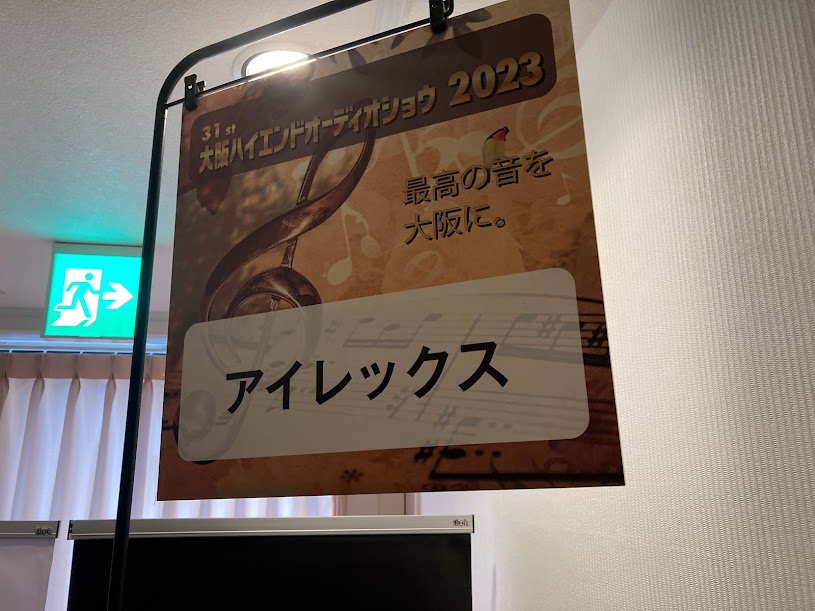 31st
大阪ハイエンドオーディオショウ 2023
最高の音を
大阪に。
アイレックス